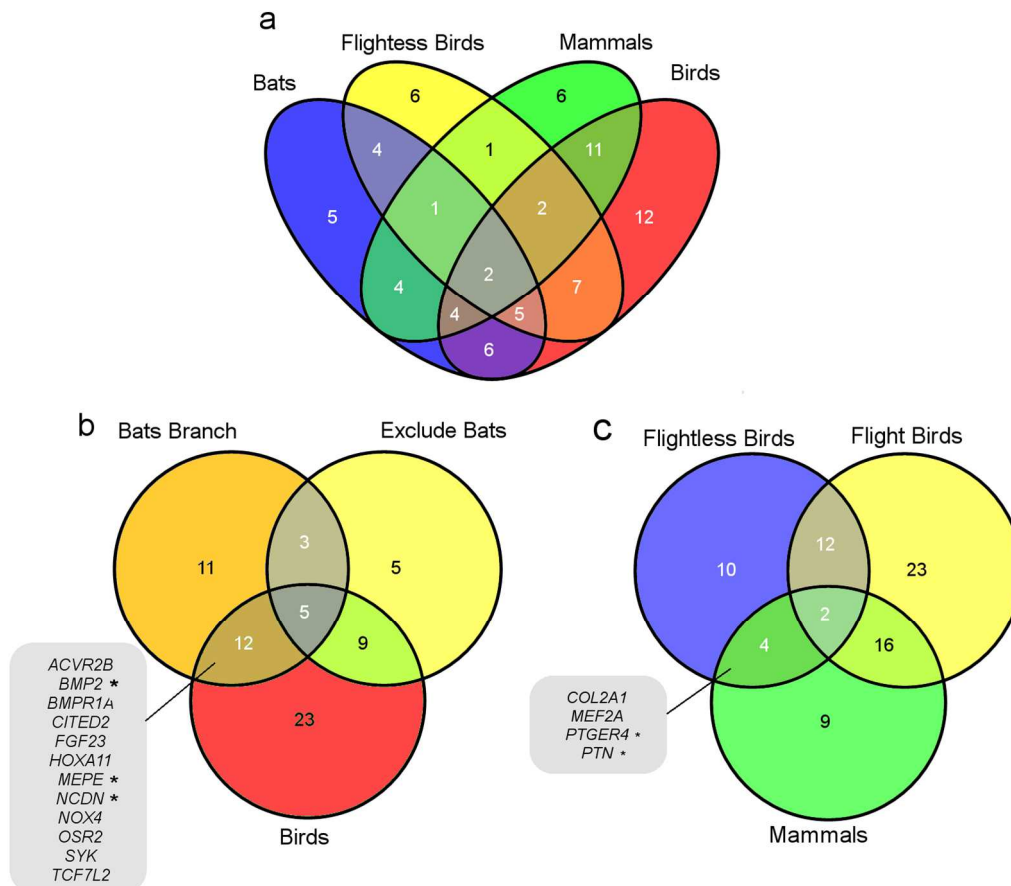 a
Flightess Birds
Mammals
Bats
Birds
6
6
4
1
11
5
1
2
12
2
4
7
4
5
6
b
Bats Branch
Exclude Bats
3
11
5
5
12
9
23
Birds
ACVR2B
BMP2 *
BMPR1A
CITED2
FGF23
HOXA11
MEPE *
NCDN *
NOX4
OSR2
SYK
TCF7L2
c
Flightless Birds
Flight Birds
12
10
23
2
4
16
9
Mammals
COL2A1
MEF2A
PTGER4 *
PTN *